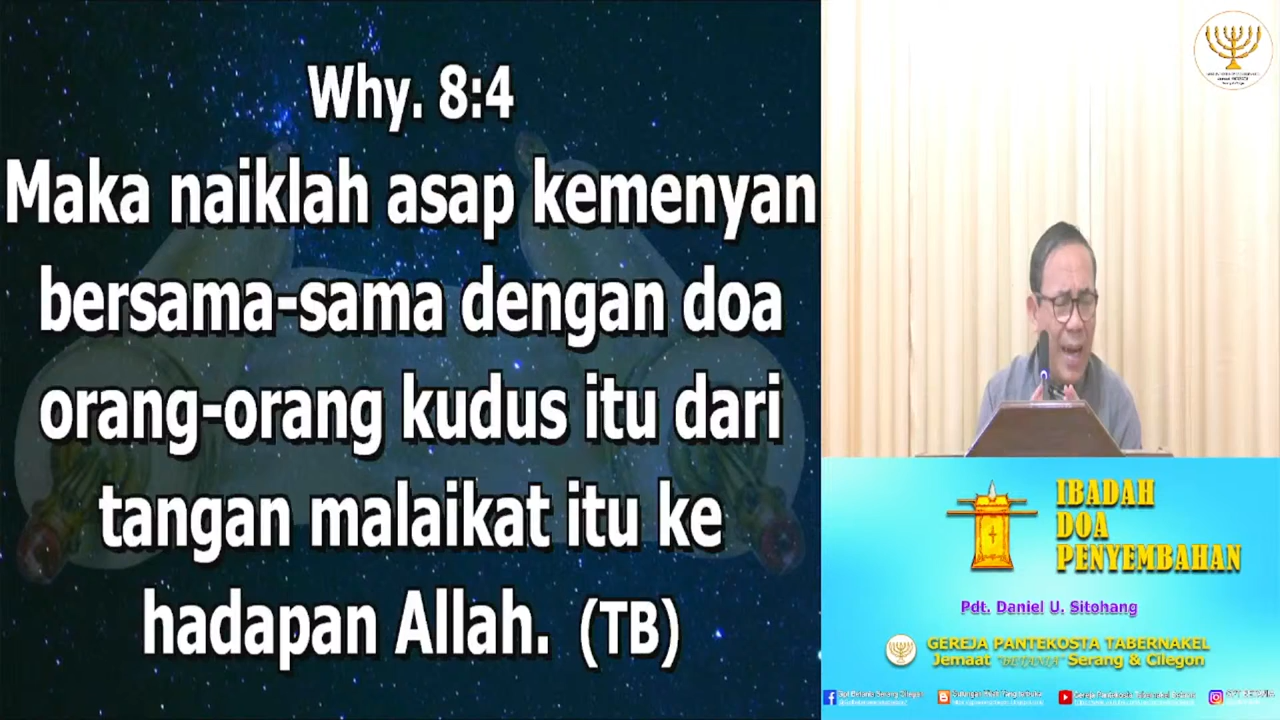 Why. 8:4
Maka naiklah asap kemenyan
bersama-sama dengan doa
orang-orang kudus itu dari
tangan malaikat itu ke
hadapan Allah. (TB)
IBADAH
DOA
PENYEMBAHAN
Pdt. Daniel U. Sitohang
GEREJA PANTEKOSTA TABERNAKEL
Jemaat "BETANIA" Serang & Cilegon